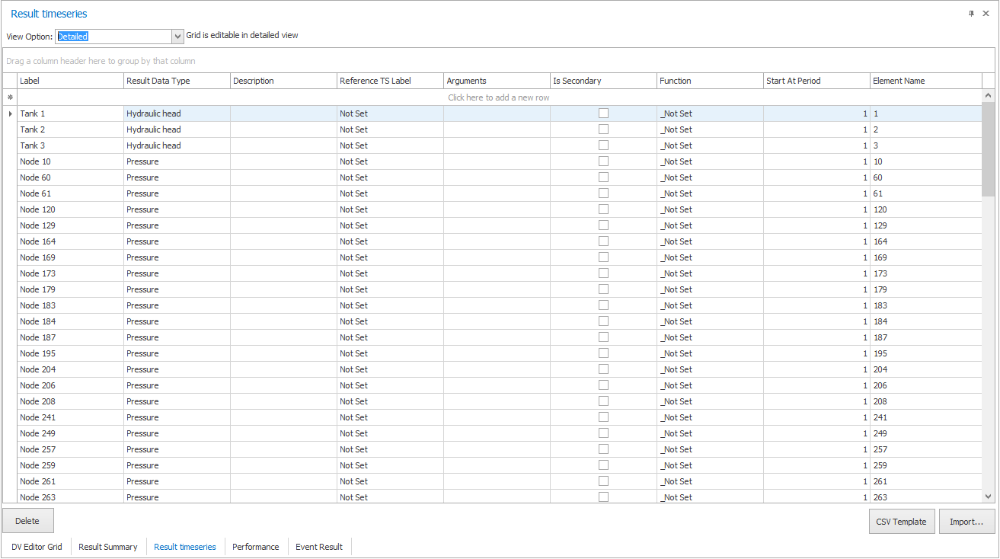 Result timeseries
View Option: Detailed Grid is editable in detailed view
Drag a column header here to group by that column
Label Result Data Type Description Reference TS Label Arguments Is Secondary Function Start At Period Element Name
Click here to add a new row
Tank 1 Hydraulic head Not Set _Not Set 1 1
Tank 2 Hydraulic head Not Set _Not Set 1 2
Tank 3 Hydraulic head Not Set _Not Set 1 3
Node 10 Pressure Not Set _Not Set 1 10
Node 60 Pressure Not Set _Not Set 1 60
Node 61 Pressure Not Set _Not Set 1 61
Node 120 Pressure Not Set _Not Set 1 120
Node 129 Pressure Not Set _Not Set 1 129
Node 164 Pressure Not Set _Not Set 1 164
Node 169 Pressure Not Set _Not Set 1 169
Node 173 Pressure Not Set _Not Set 1 173
Node 179 Pressure Not Set _Not Set 1 179
Node 183 Pressure Not Set _Not Set 1 183
Node 184 Pressure Not Set _Not Set 1 184
Node 187 Pressure Not Set _Not Set 1 187
Node 195 Pressure Not Set _Not Set 1 195
Node 204 Pressure Not Set _Not Set 1 204
Node 206 Pressure Not Set _Not Set 1 206
Node 208 Pressure Not Set _Not Set 1 208
Node 241 Pressure Not Set _Not Set 1 241
Node 249 Pressure Not Set _Not Set 1 249
Node 257 Pressure Not Set _Not Set 1 257
Node 259 Pressure Not Set _Not Set 1 259
Node 261 Pressure Not Set _Not Set 1 261
Node 263 Pressure Not Set _Not Set 1 263
Delete CSV Template Import...
DV Editor Grid Result Summary Result timeseries Performance Event Result